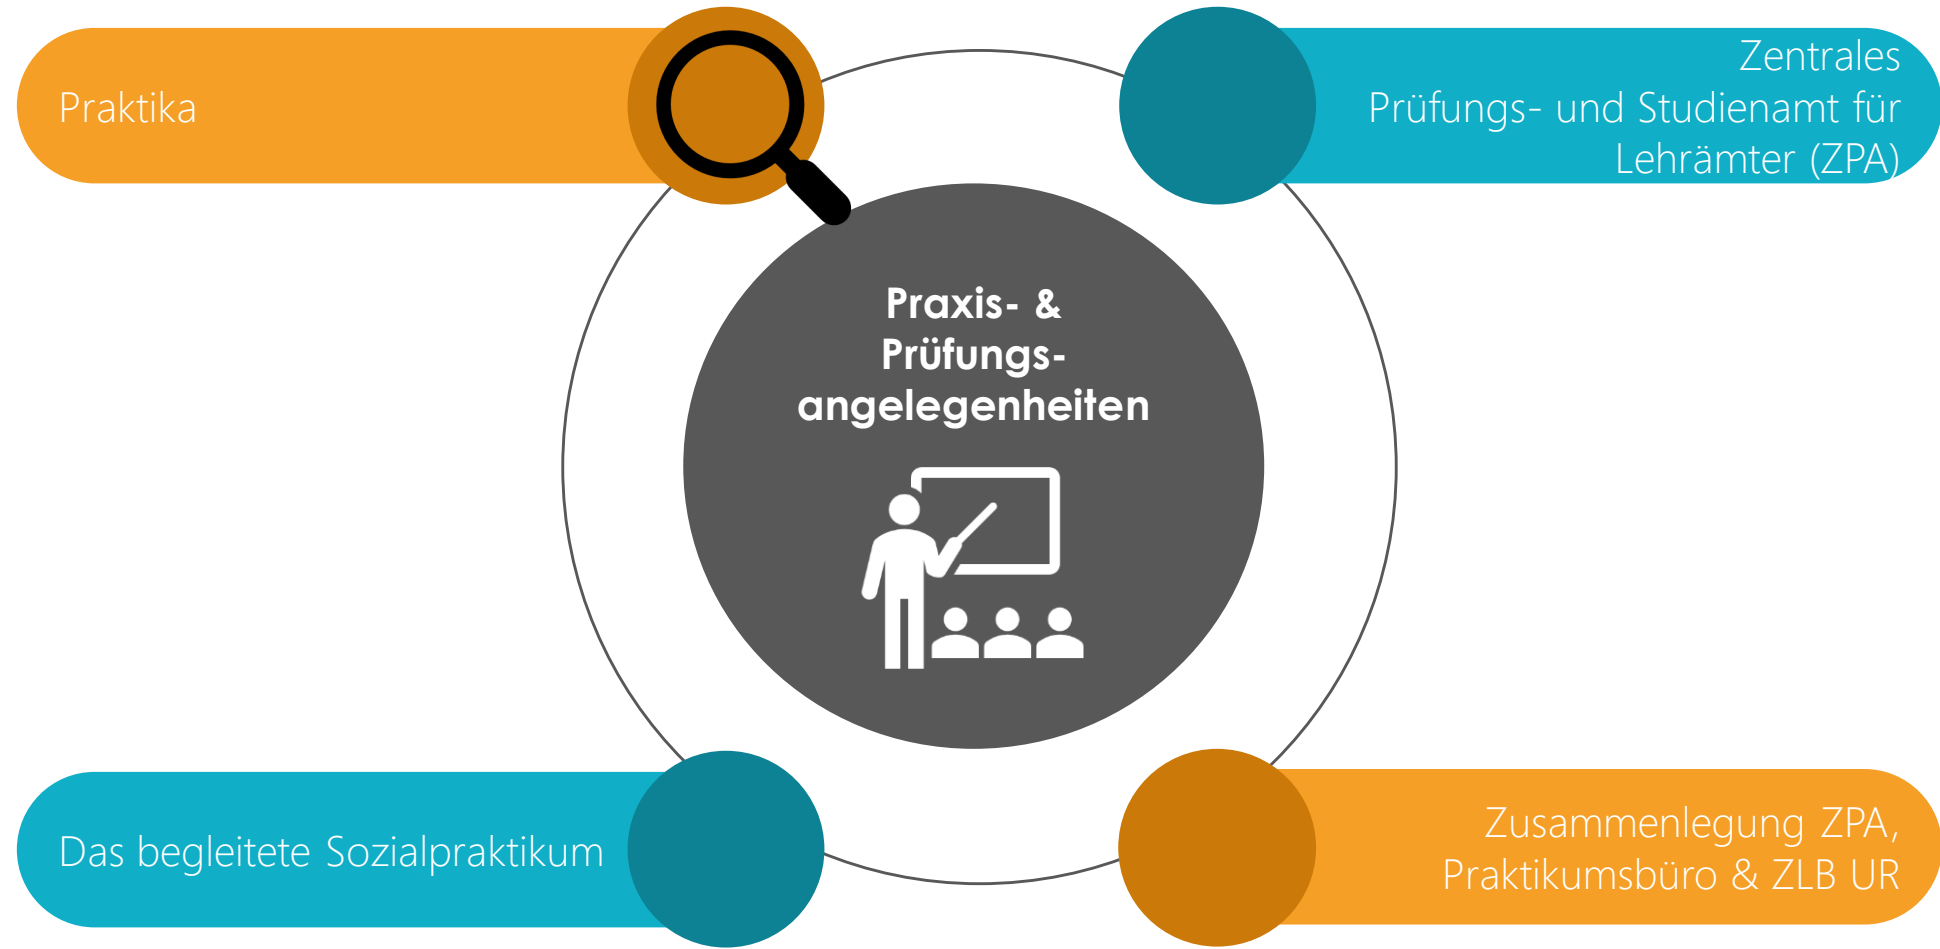 Praktika
Zentrales
Prüfungs- und Studienamt für
Lehrämter (ZPA)
Praxis- &
Prüfungs-
angelegenheiten
Das begleitete Sozialpraktikum
Zusammenlegung ZPA,
Praktikumsbüro & ZLB UR